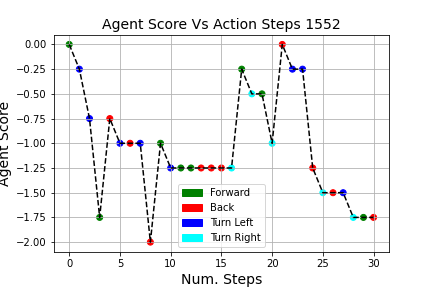 Agent Score Vs Action Steps 1552
0.00
−0.25
−0.50
−0.75
−1.00
−1.25
−1.50
−1.75
−2.00
Agent Score
Forward
Back
Turn Left
Turn Right
0 5 10 15 20 25 30
Num. Steps